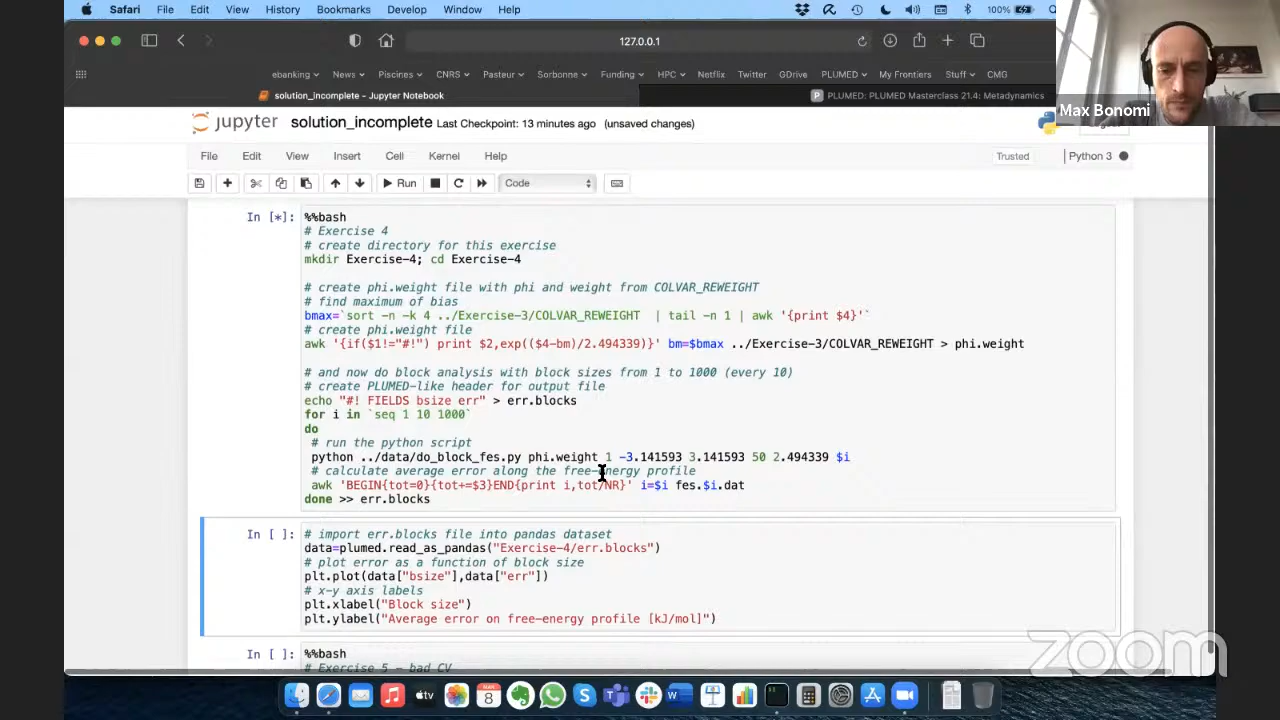 Safari File Edit View History Bookmarks Develop Window Help 100%
127.0.0.1
ebanking News Piscines CNRS Pasteur Sorbonne Funding HPC Netflix Twitter GDrive PLUMED My Frontiers Stuff CMG
solution_incomplete - Jupyter Notebook
PLUMED: PLUMED Masterclass 21.4: Metadynamics
Max Bonomi
jupyter solution_incomplete Last Checkpoint: 13 minutes ago (unsaved changes)
File Edit View Insert Cell Kernel Help Trusted Python 3
Run Code
In [*]: %%bash
# Exercise 4
# create directory for this exercise
mkdir Exercise-4; cd Exercise-4
# create phi.weight file with phi and weight from COLVAR_REWEIGHT
# find maximum of bias
bmax=`sort -n -k 4 ../Exercise-3/COLVAR_REWEIGHT | tail -n 1 | awk '{print $4}'`
# create phi.weight file
awk '{if($1!="#!") print $2,exp(($4-bm)/2.494339)}' bm=$bmax ../Exercise-3/COLVAR_REWEIGHT > phi.weight
# and now do block analysis with block sizes from 1 to 1000 (every 10)
# create PLUMED-like header for output file
echo "#! FIELDS bsize err" > err.blocks
for i in `seq 1 10 1000`
do
# run the python script
python ../data/do_block_fes.py phi.weight 1 -3.141593 3.141593 50 2.494339 $i
# calculate average error along the free-energy profile
awk 'BEGIN{tot=0}{tot+=$3}END{print i,tot/NR}' i=$i fes.$i.dat
done >> err.blocks
In [ ]: # import err.blocks file into pandas dataset
data=plumed.read_as_pandas("Exercise-4/err.blocks")
# plot error as a function of block size
plt.plot(data["bsize"],data["err"])
# x-y axis labels
plt.xlabel("Block size")
plt.ylabel("Average error on free-energy profile [kJ/mol]")
In [ ]: %%bash
# Exercise 5 - bad CV
zoom